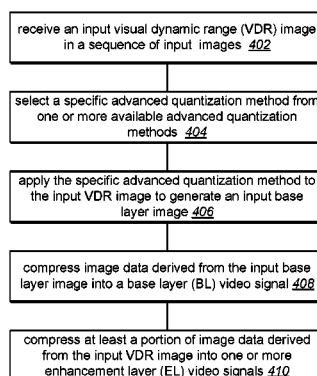 receive an input visual dynamic range (VDR) image
in a sequence of input images 402
select a specific advanced quantization method from
one or more available advanced quantization
methods 404
apply the specific advanced quantization method to
the input VDR image to generate an input base
layer image 406
compress image data derived from the input base
layer image into a base layer (BL) video signal 408
compress at least a portion of image data derived
from the input VDR image into one or more
enhancement layer (EL) video signals 410